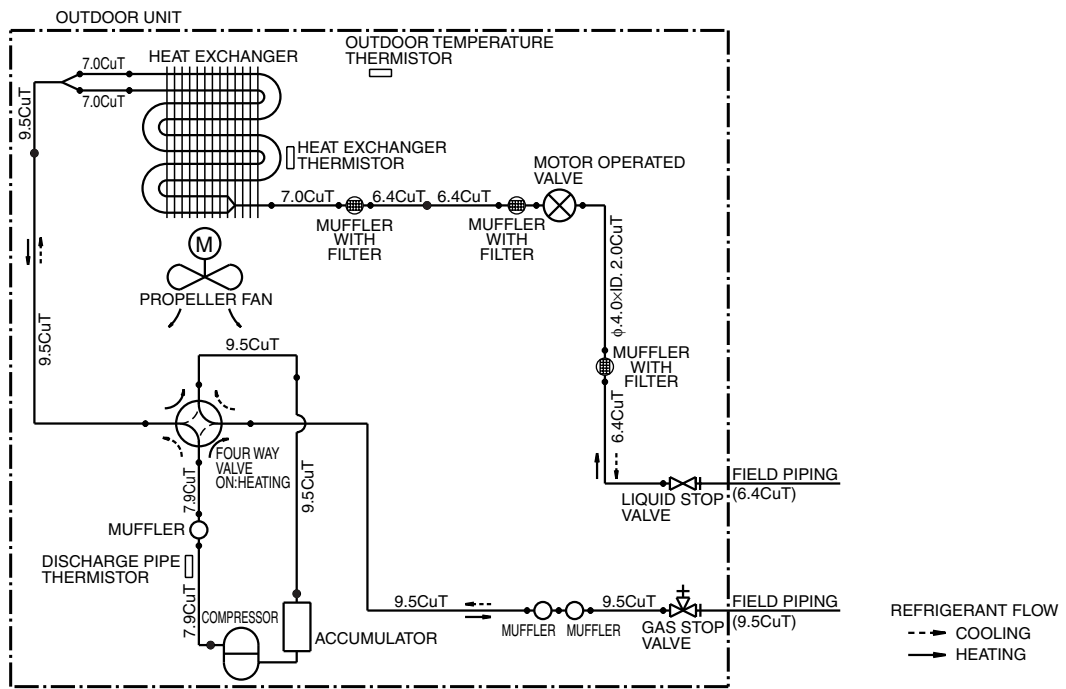 OUTDOOR UNIT
HEAT EXCHANGER
OUTDOOR TEMPERATURE
THERMISTOR
7.0CuT
7.0CuT
9.5CuT
HEAT EXCHANGER
THERMISTOR
MOTOR OPERATED
VALVE
7.0CuT
6.4CuT
6.4CuT
MUFFLER
WITH
FILTER
MUFFLER
WITH
FILTER
M
PROPELLER FAN
ϕ.4.0×ID. 2.0CuT
9.5CuT
9.5CuT
MUFFLER
WITH
FILTER
6.4CuT
FOUR WAY
VALVE
ON:HEATING
7.9CuT
9.5CuT
FIELD PIPING
(6.4CuT)
LIQUID STOP
VALVE
MUFFLER
DISCHARGE PIPE
THERMISTOR
7.9CuT
COMPRESSOR
ACCUMULATOR
9.5CuT
MUFFLER
MUFFLER
9.5CuT
GAS STOP
VALVE
FIELD PIPING
(9.5CuT)
REFRIGERANT FLOW
COOLING
HEATING